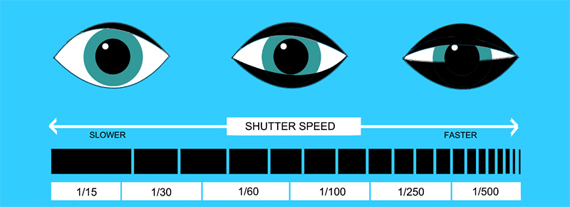 SHUTTER SPEED
SLOWER FASTER
1/15 1/30 1/60 1/100 1/250 1/500